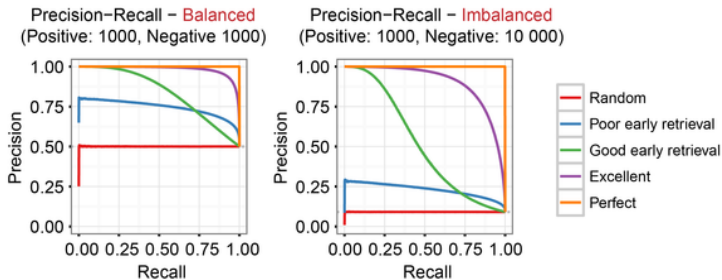 Precision-Recall - Balanced
(Positive: 1000, Negative 1000)
Precision-Recall - Imbalanced
(Positive: 1000, Negative: 10 000)
Precision
1.00
0.75
0.50
0.25
0.00
0.00 0.25 0.50 0.75 1.00
Recall
Precision
1.00
0.75
0.50
0.25
0.00
0.00 0.25 0.50 0.75 1.00
Recall
Random
Poor early retrieval
Good early retrieval
Excellent
Perfect